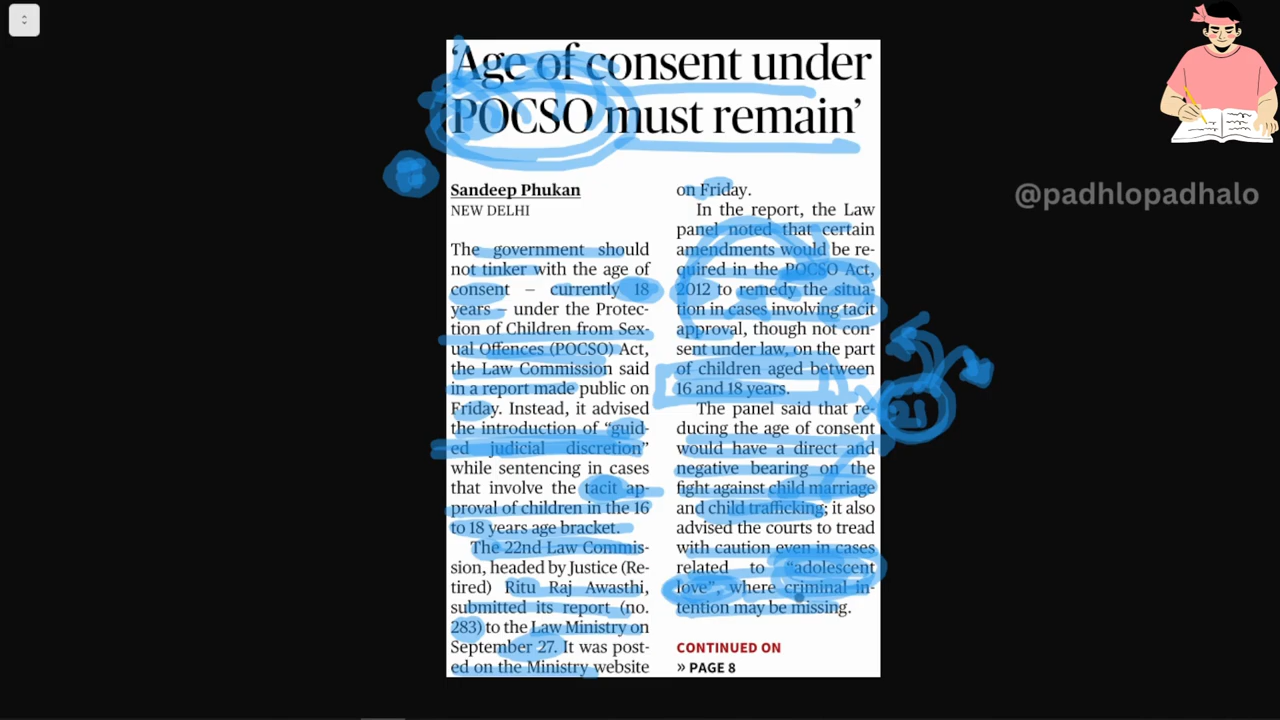 'Age of consent under
POCSO must remain'
Sandeep Phukan
NEW DELHI
The government should
not tinker with the age of
consent – currently 18
years – under the Protec-
tion of Children from Sex-
ual Offences (POCSO) Act,
the Law Commission said
in a report made public on
Friday. Instead, it advised
the introduction of "guid-
ed judicial discretion"
while sentencing in cases
that involve the tacit ap-
proval of children in the 16
to 18 years age bracket.
The 22nd Law Commis-
sion, headed by Justice (Re-
tired) Ritu Raj Awasthi,
submitted its report (no.
283) to the Law Ministry on
September 27. It was post-
ed on the Ministry website
on Friday.
In the report, the Law
panel noted that certain
amendments would be re-
quired in the POCSO Act,
2012 to remedy the situa-
tion in cases involving tacit
approval, though not con-
sent under law, on the part
of children aged between
16 and 18 years.
The panel said that re-
ducing the age of consent
would have a direct and
negative bearing on the
fight against child marriage
and child trafficking; it also
advised the courts to tread
with caution even in cases
related to "adolescent
love", where criminal in-
tention may be missing.
CONTINUED ON
» PAGE 8
21
@padhlopadhalo